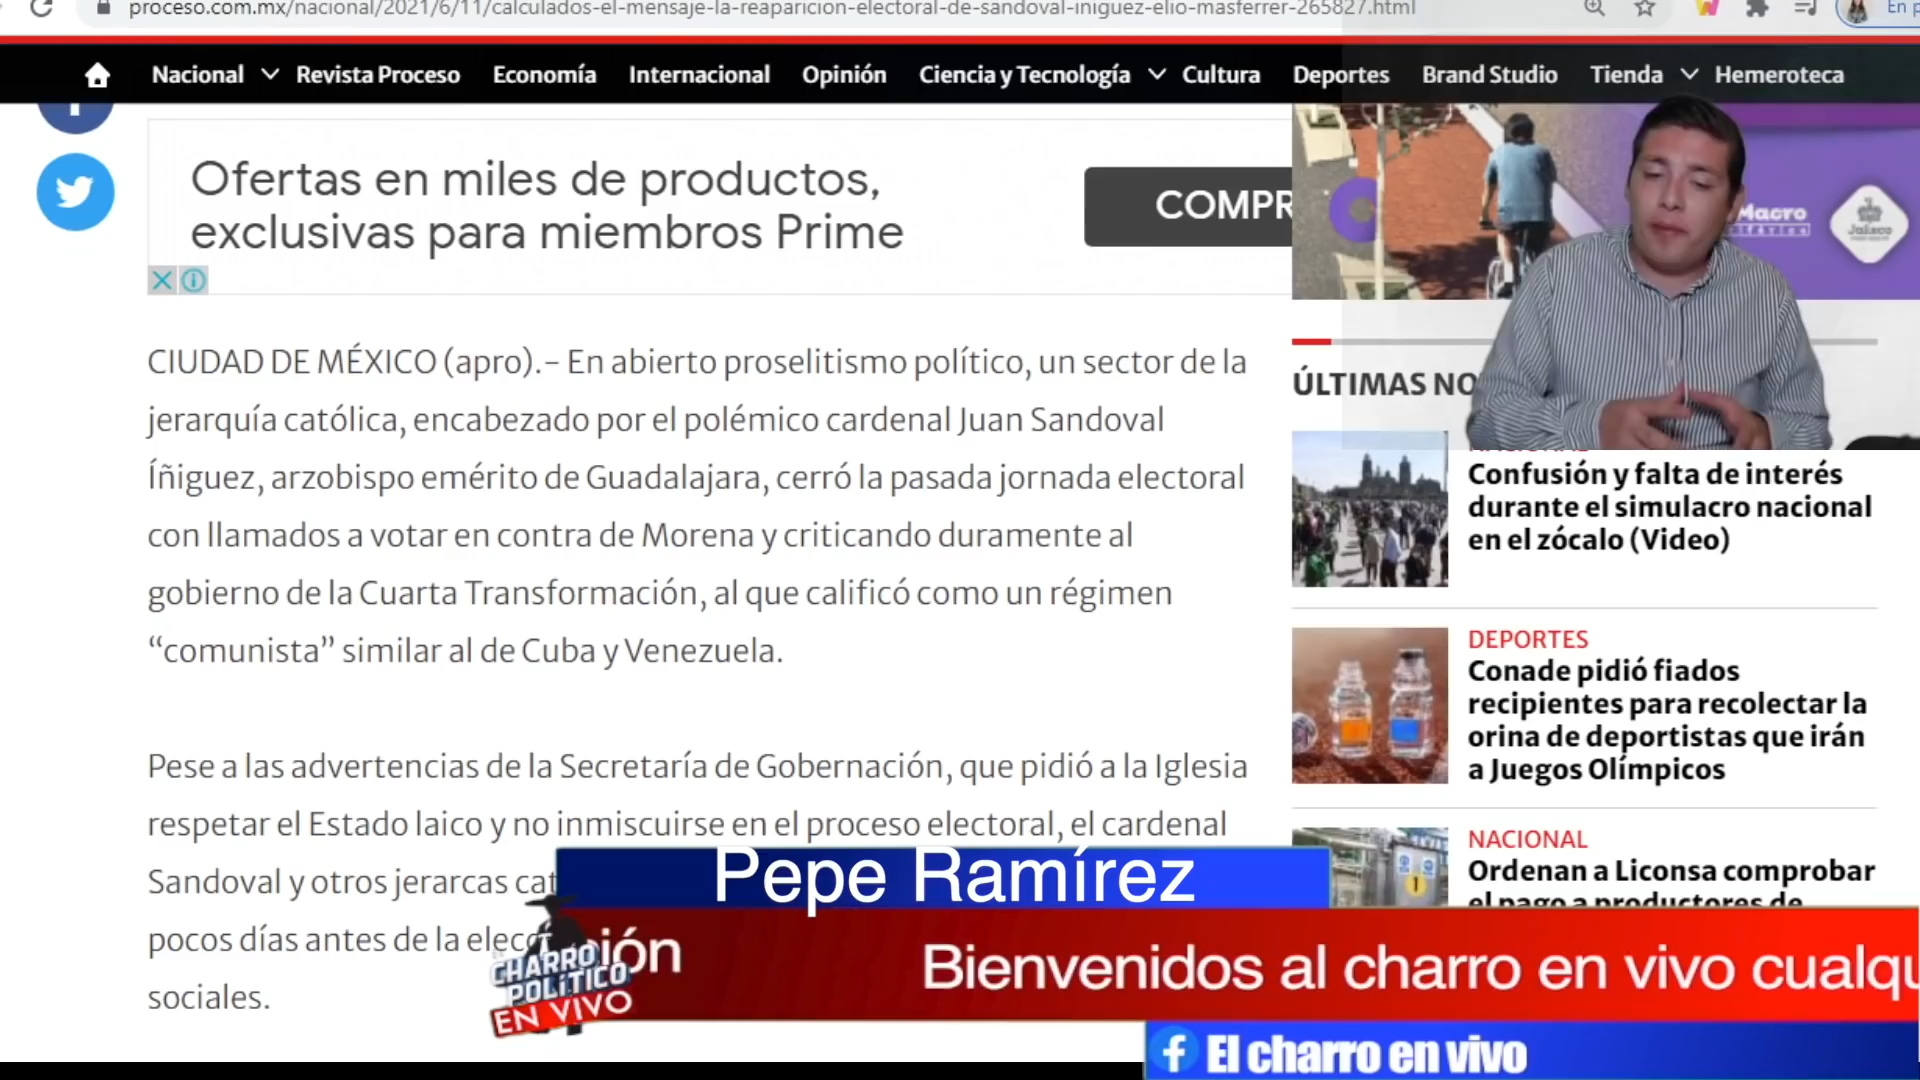 proceso.com.mx/nacional/2021/6/11/calculados-el-mensaje-la-reaparicion-electoral-de-sandoval-iniguez-elio-masferrer-265827.html
En p
Nacional Revista Proceso Economía Internacional Opinión Ciencia y Tecnología Cultura Deportes Brand Studio Tienda Hemeroteca
Ofertas en miles de productos,
exclusivas para miembros Prime
COMPR
Macro
Jalisco
CIUDAD DE MÉXICO (apro).- En abierto proselitismo político, un sector de la
jerarquía católica, encabezado por el polémico cardenal Juan Sandoval
Íñiguez, arzobispo emérito de Guadalajara, cerró la pasada jornada electoral
con llamados a votar en contra de Morena y criticando duramente al
gobierno de la Cuarta Transformación, al que calificó como un régimen
“comunista” similar al de Cuba y Venezuela.
Pese a las advertencias de la Secretaría de Gobernación, que pidió a la Iglesia
respetar el Estado laico y no inmiscuirse en el proceso electoral, el cardenal
Sandoval y otros jerarcas cat
pocos días antes de la elecc
sociales.
ÚLTIMAS NO
Confusión y falta de interés
durante el simulacro nacional
en el zócalo (Video)
DEPORTES
Conade pidió fiados
recipientes para recolectar la
orina de deportistas que irán
a Juegos Olímpicos
NACIONAL
Ordenan a Liconsa comprobar
el pago a productores de
Pepe Ramírez
ión
Bienvenidos al charro en vivo cualqu
CHARRO
POLÍTICO
EN VIVO
El charro en vivo